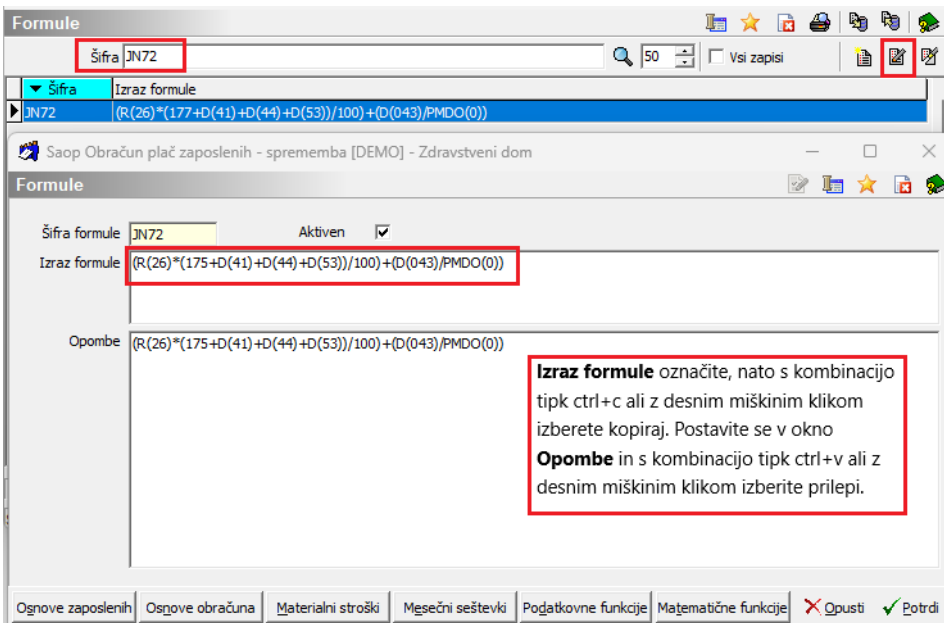 Formule
Šifra JN72 50 Vsi zapisi
Šifra Izraz formule
JN72 (R(26)*(177+D(41)+D(44)+D(53))/100)+(D(043)/PMDO(0))
Saop Obračun plač zaposlenih - sprememba [DEMO] - Zdravstveni dom
Formule
Šifra formule JN72 Aktiven
Izraz formule (R(26)*(175+D(41)+D(44)+D(53))/100)+(D(043)/PMDO(0))
Opombe (R(26)*(175+D(41)+D(44)+D(53))/100)+(D(043)/PMDO(0))
Izraz formule označite, nato s kombinacijo
tipk ctrl+c ali z desnim miškinim klikom
izberete kopiraj. Postavite se v okno
Opombe in s kombinacijo tipk ctrl+v ali z
desnim miškinim klikom izberite prilepi.
Osnove zaposlenih Osnove obračuna Materialni stroški Mesečni seštevki Podatkovne funkcije Matematične funkcije Opusti Potrdi